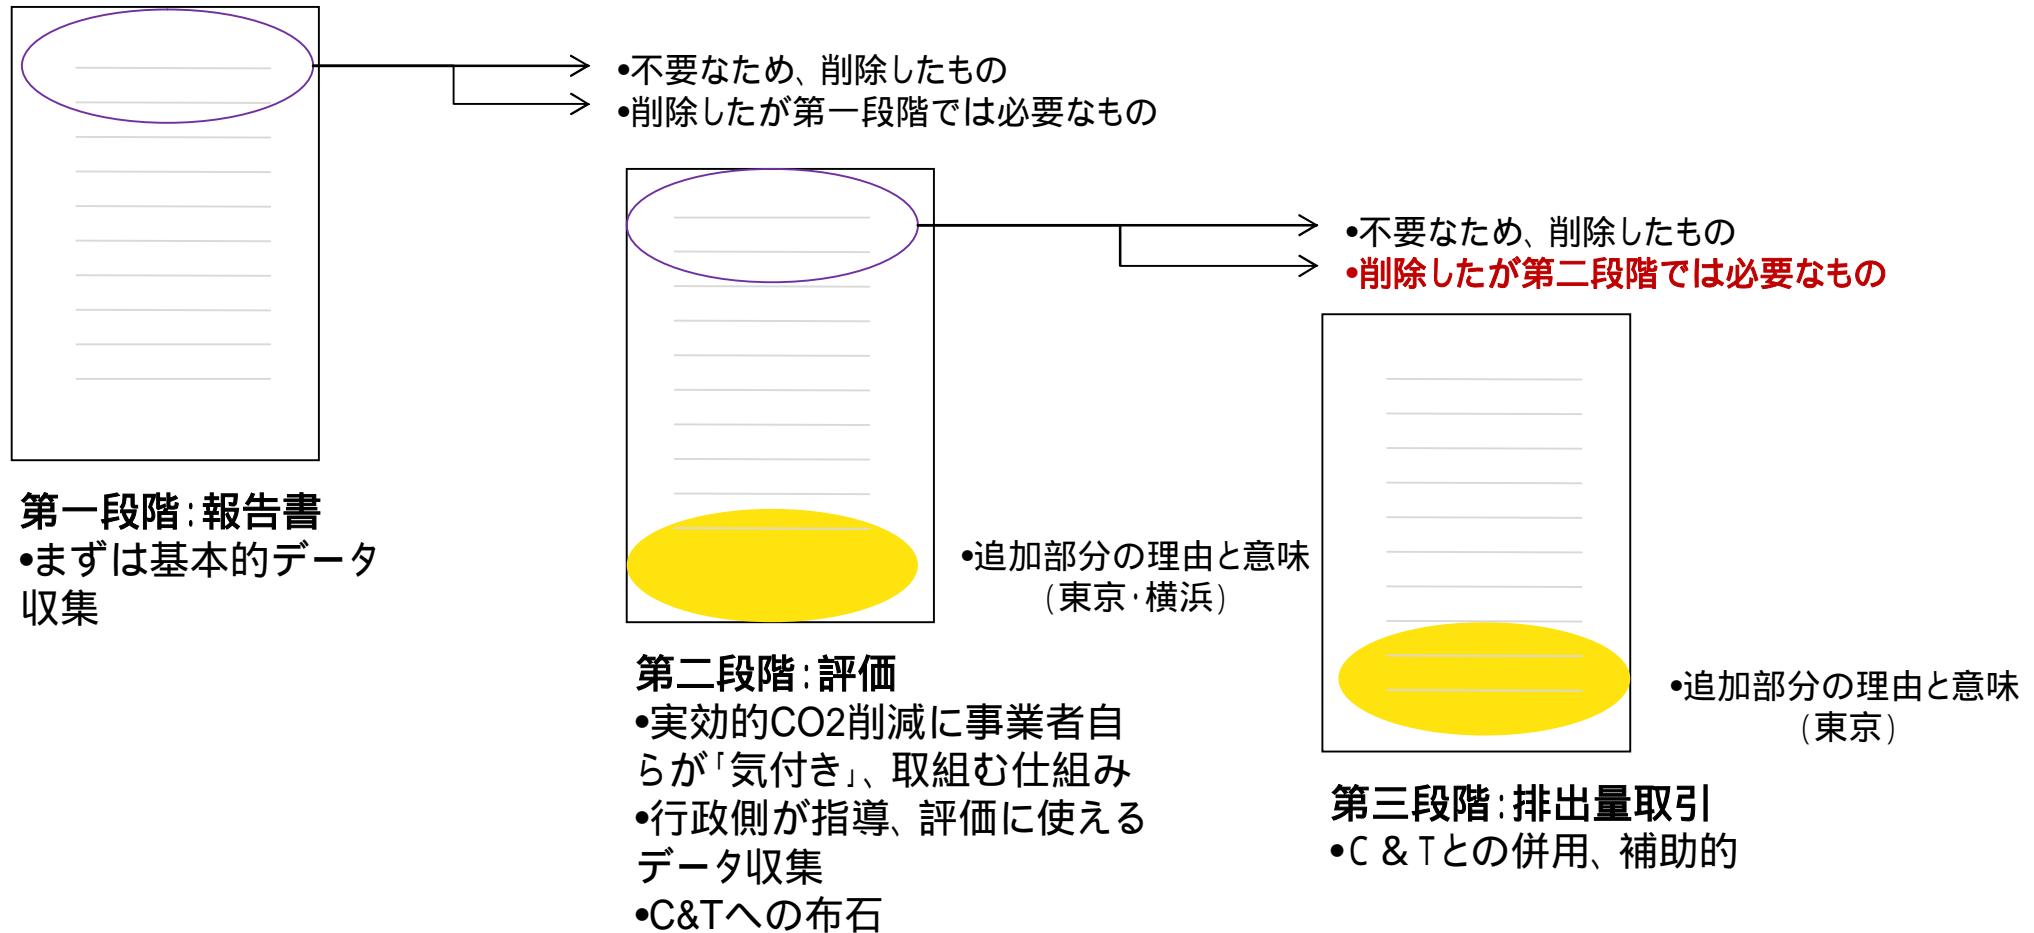 •不要なため、削除したもの
•削除したが第一段階では必要なもの
•不要なため、削除したもの
•削除したが第二段階では必要なもの
第一段階:報告書
•まずは基本的データ
収集
•追加部分の理由と意味
(東京・横浜)
第二段階:評価
•実効的CO2削減に事業者自
らが「気付き」、取組む仕組み
•行政側が指導、評価に使える
データ収集
•C&Tへの布石
•追加部分の理由と意味
(東京)
第三段階:排出量取引
•C&Tとの併用、補助的